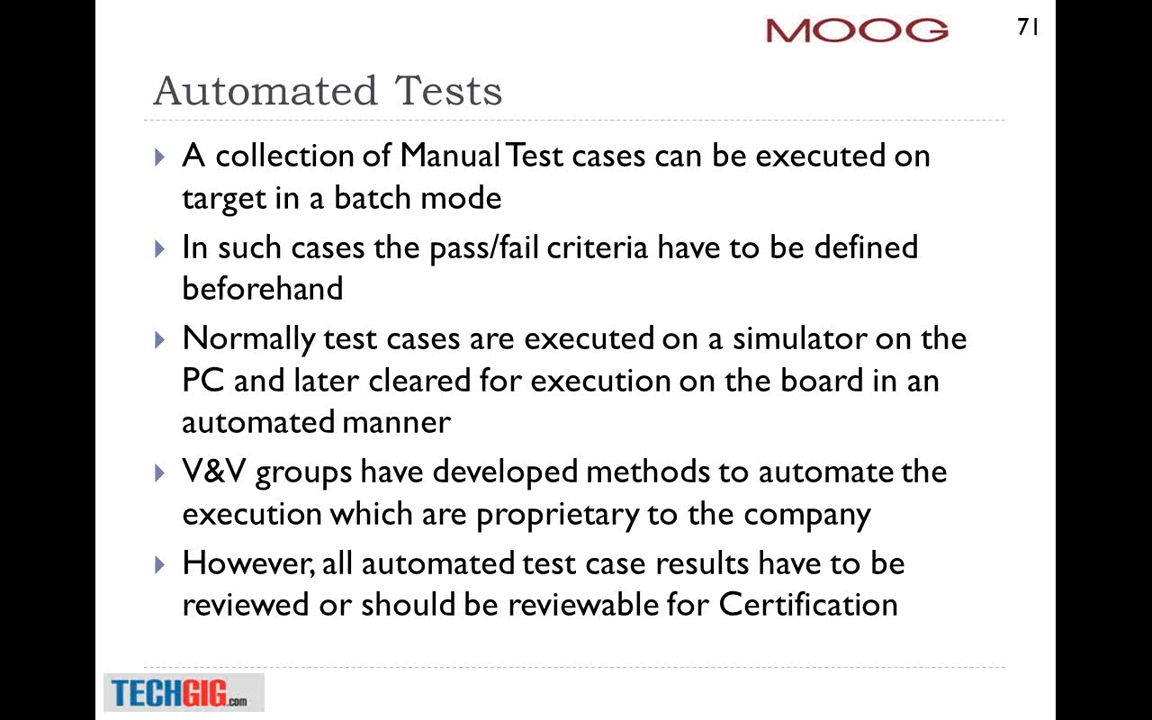 MOOG
71
Automated Tests
A collection of Manual Test cases can be executed on
target in a batch mode
In such cases the pass/fail criteria have to be defined
beforehand
Normally test cases are executed on a simulator on the
PC and later cleared for execution on the board in an
automated manner
V&V groups have developed methods to automate the
execution which are proprietary to the company
However, all automated test case results have to be
reviewed or should be reviewable for Certification
TECHGIG.com